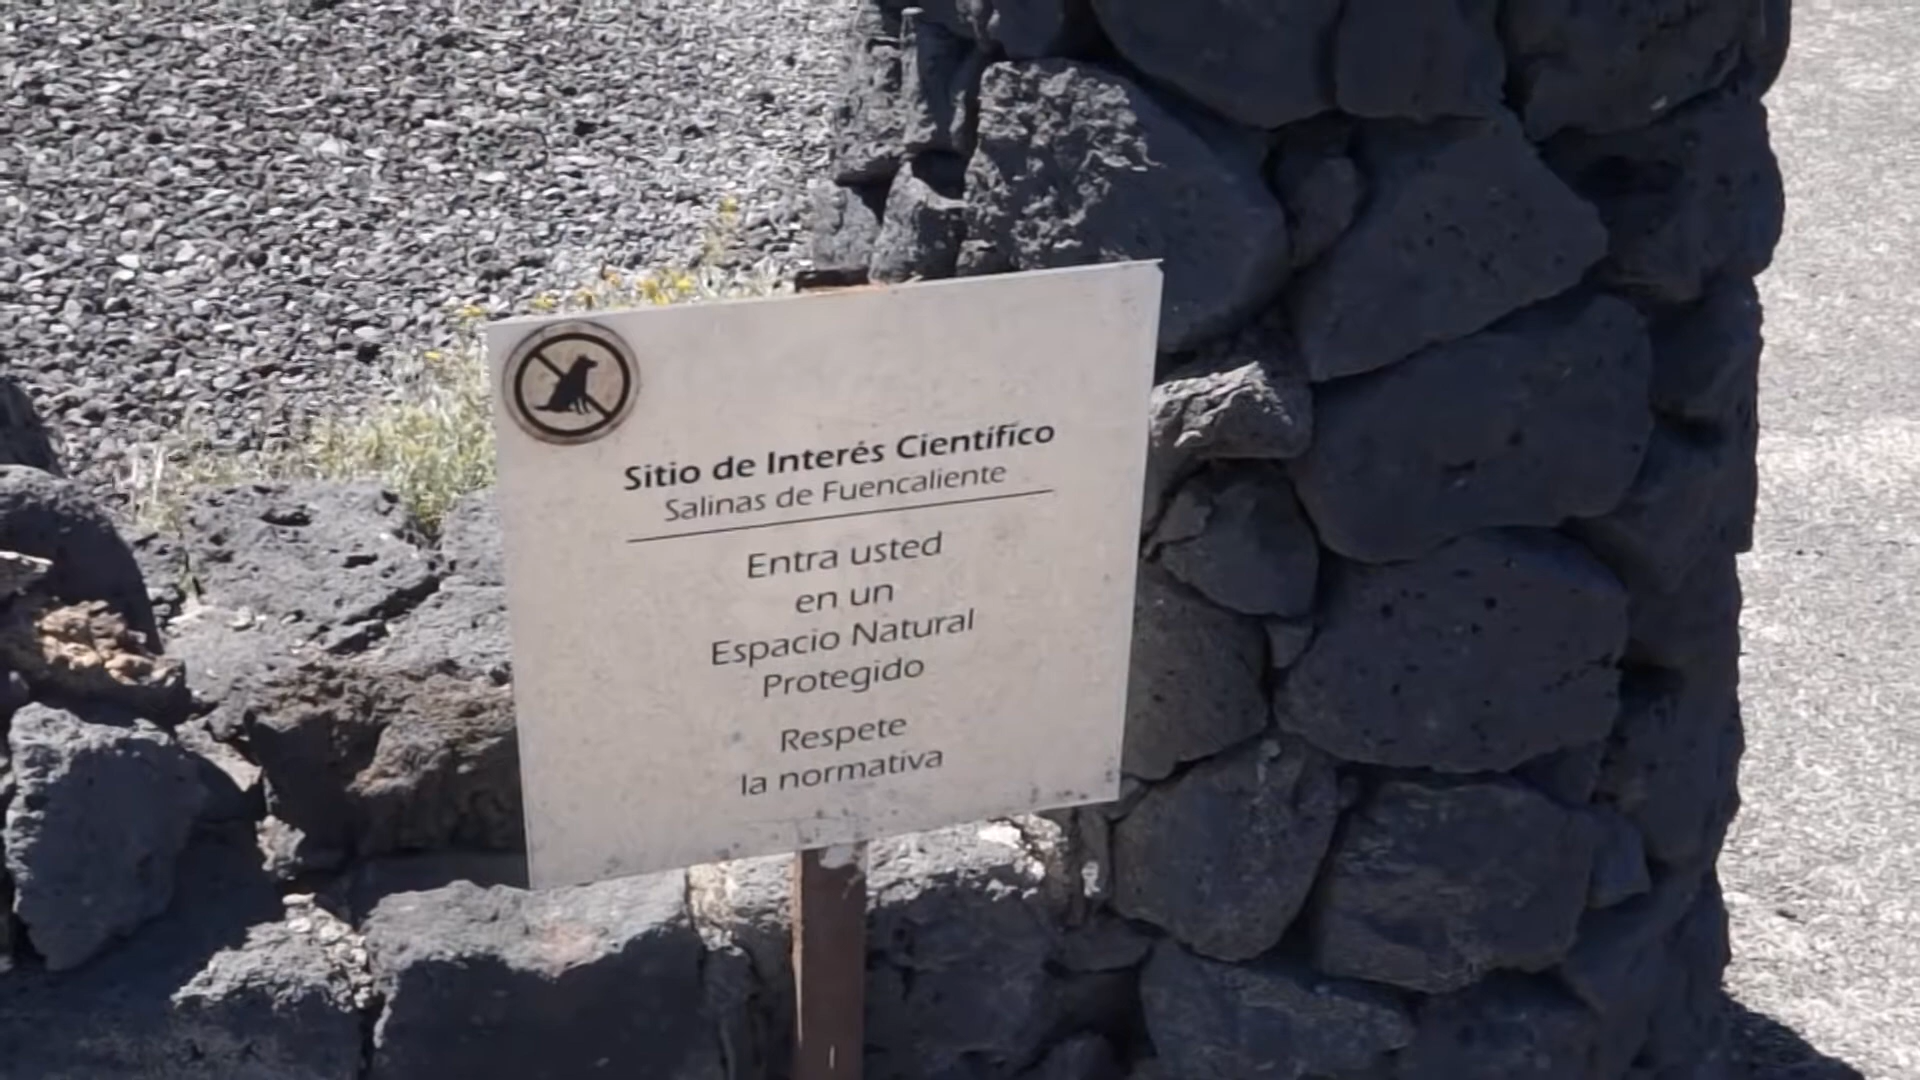 Sitio de Interés Científico
Salinas de Fuencaliente
Entra usted
en un
Espacio Natural
Protegido
Respete
la normativa